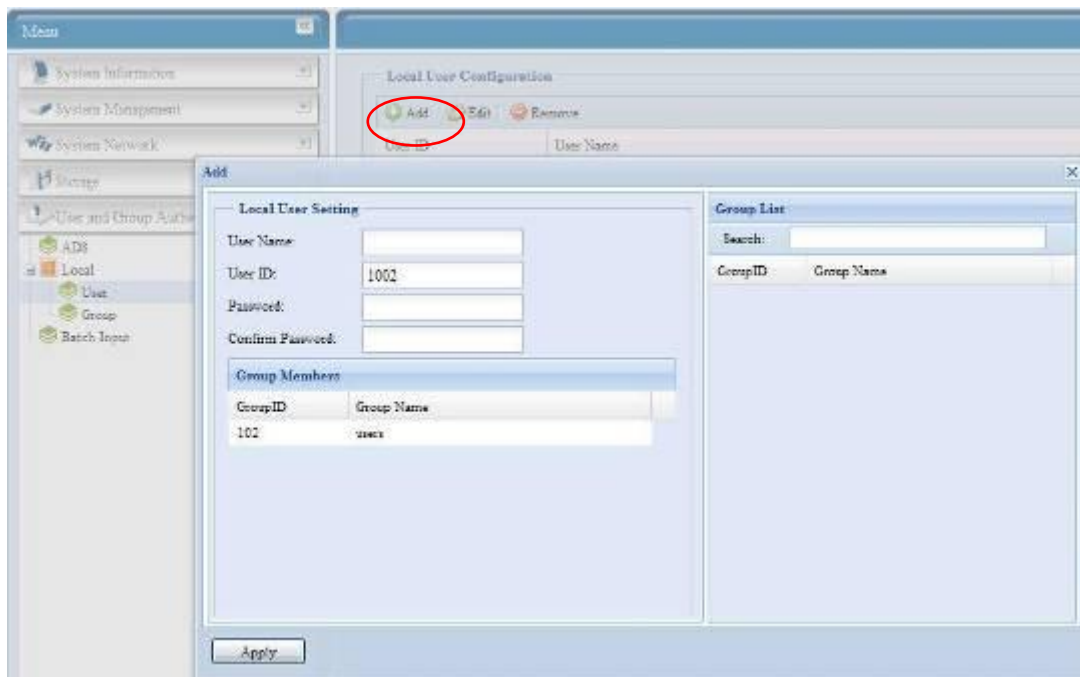 Menu
System Information
System Management
System Network
Storage
User and Group Authe
ADS
Local
User
Group
Batch Input
Local User Configuration
Add Edit Remove
User ID User Name
Add
Local User Setting
User Name:
User ID: 1002
Password:
Confirm Password:
Group Members
GroupID Group Name
102 users
Group List
Search:
GroupID Group Name
Apply